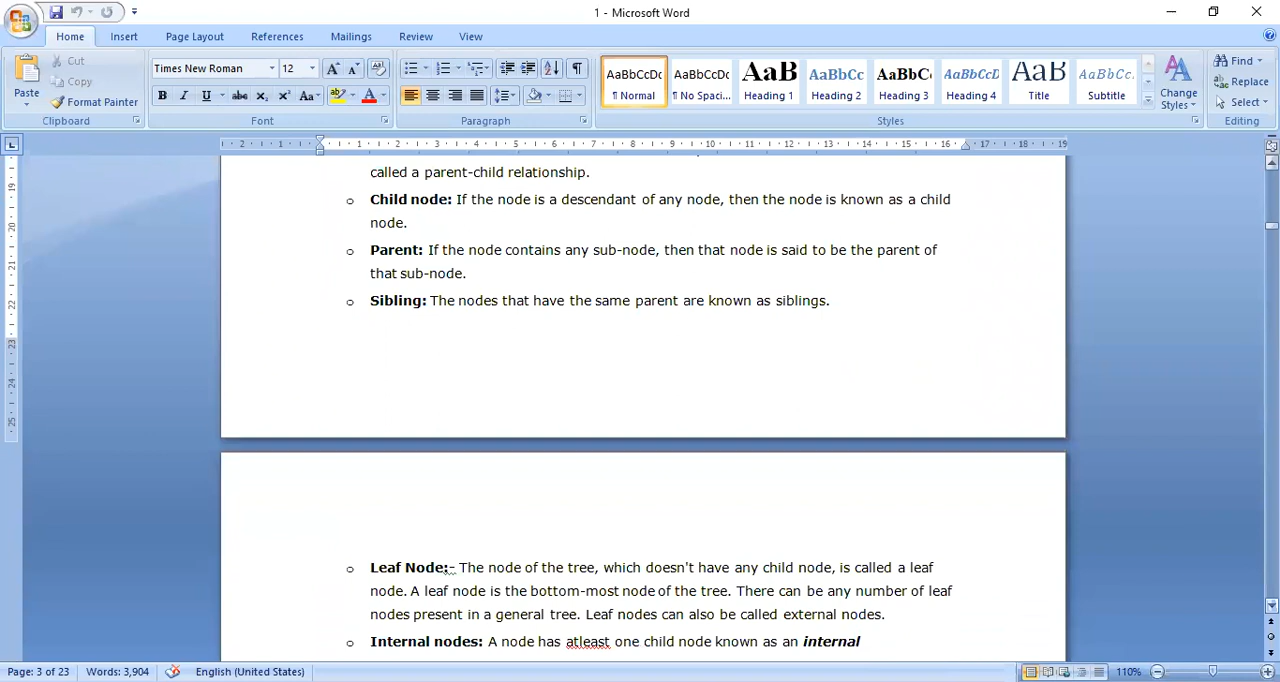 1 - Microsoft Word
Home Insert Page Layout References Mailings Review View
Paste
Cut
Copy
Format Painter
Clipboard
Times New Roman 12
Font
Paragraph
AaBbCcDc AaBbCcDc AaB AaBbCc AaBbCc AaBbCcD AaB AaBbCc.
¶ Normal ¶ No Spaci... Heading 1 Heading 2 Heading 3 Heading 4 Title Subtitle
Styles
Change
Styles
Find
Replace
Select
Editing
called a parent-child relationship.
o Child node: If the node is a descendant of any node, then the node is known as a child
node.
o Parent: If the node contains any sub-node, then that node is said to be the parent of
that sub-node.
o Sibling: The nodes that have the same parent are known as siblings.
o Leaf Node:- The node of the tree, which doesn't have any child node, is called a leaf
node. A leaf node is the bottom-most node of the tree. There can be any number of leaf
nodes present in a general tree. Leaf nodes can also be called external nodes.
o Internal nodes: A node has atleast one child node known as an internal
Page: 3 of 23 Words: 3,904 English (United States) 110%